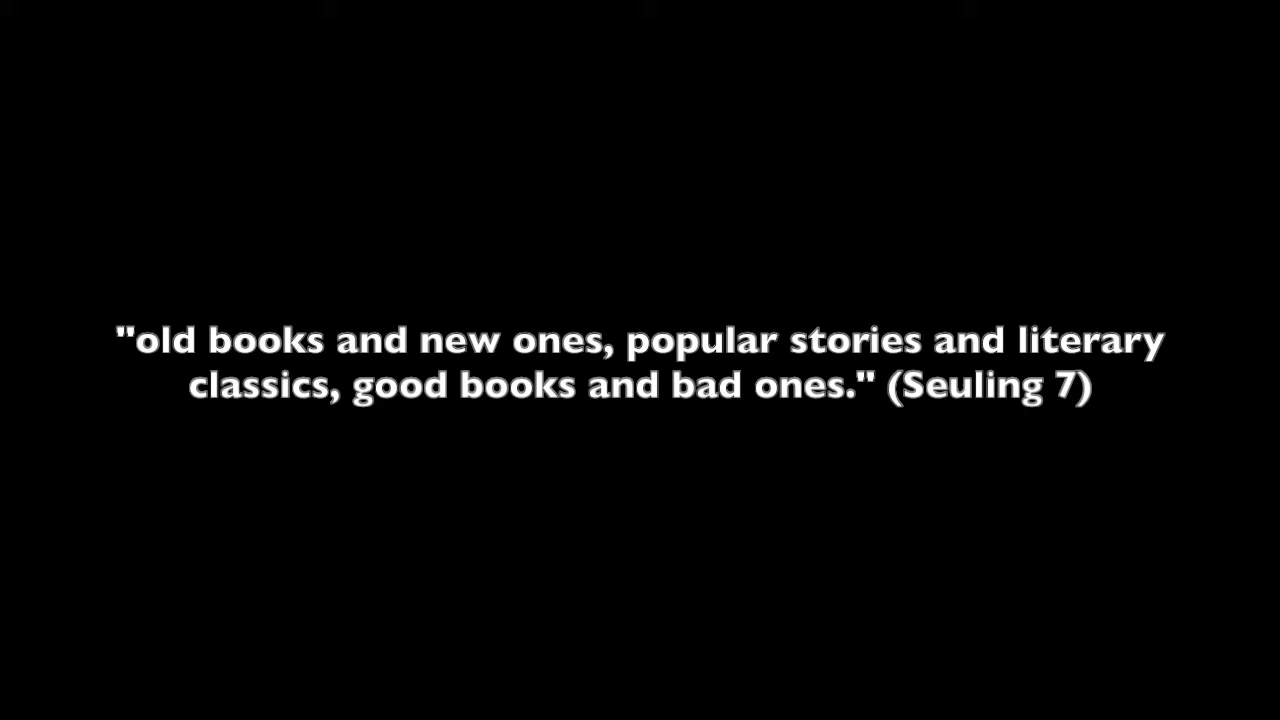 "old books and new ones, popular stories and literary
classics, good books and bad ones." (Seuling 7)